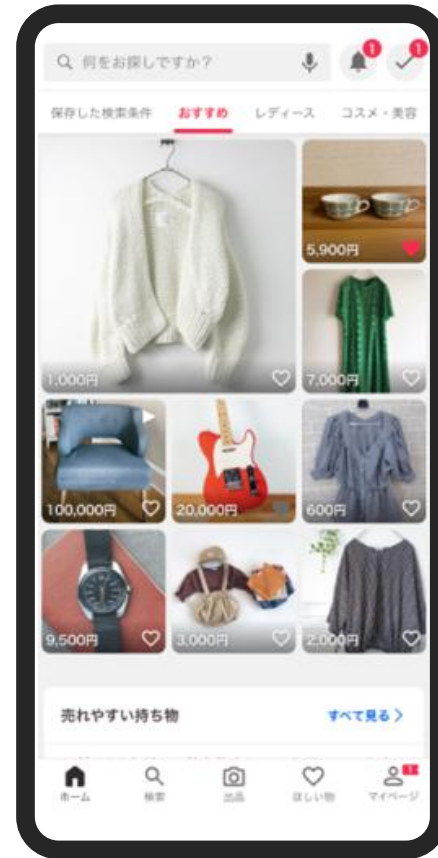 何をお探しですか？
1
1
保存した検索条件
おすすめ
レディース
コスメ・美容
1,000円
5,900円
7,000円
100,000円
20,000円
600円
9,500円
3,000円
2,000円
売れやすい持ち物
すべて見る
ホーム
検索
出品
ほしい物
マイページ
1